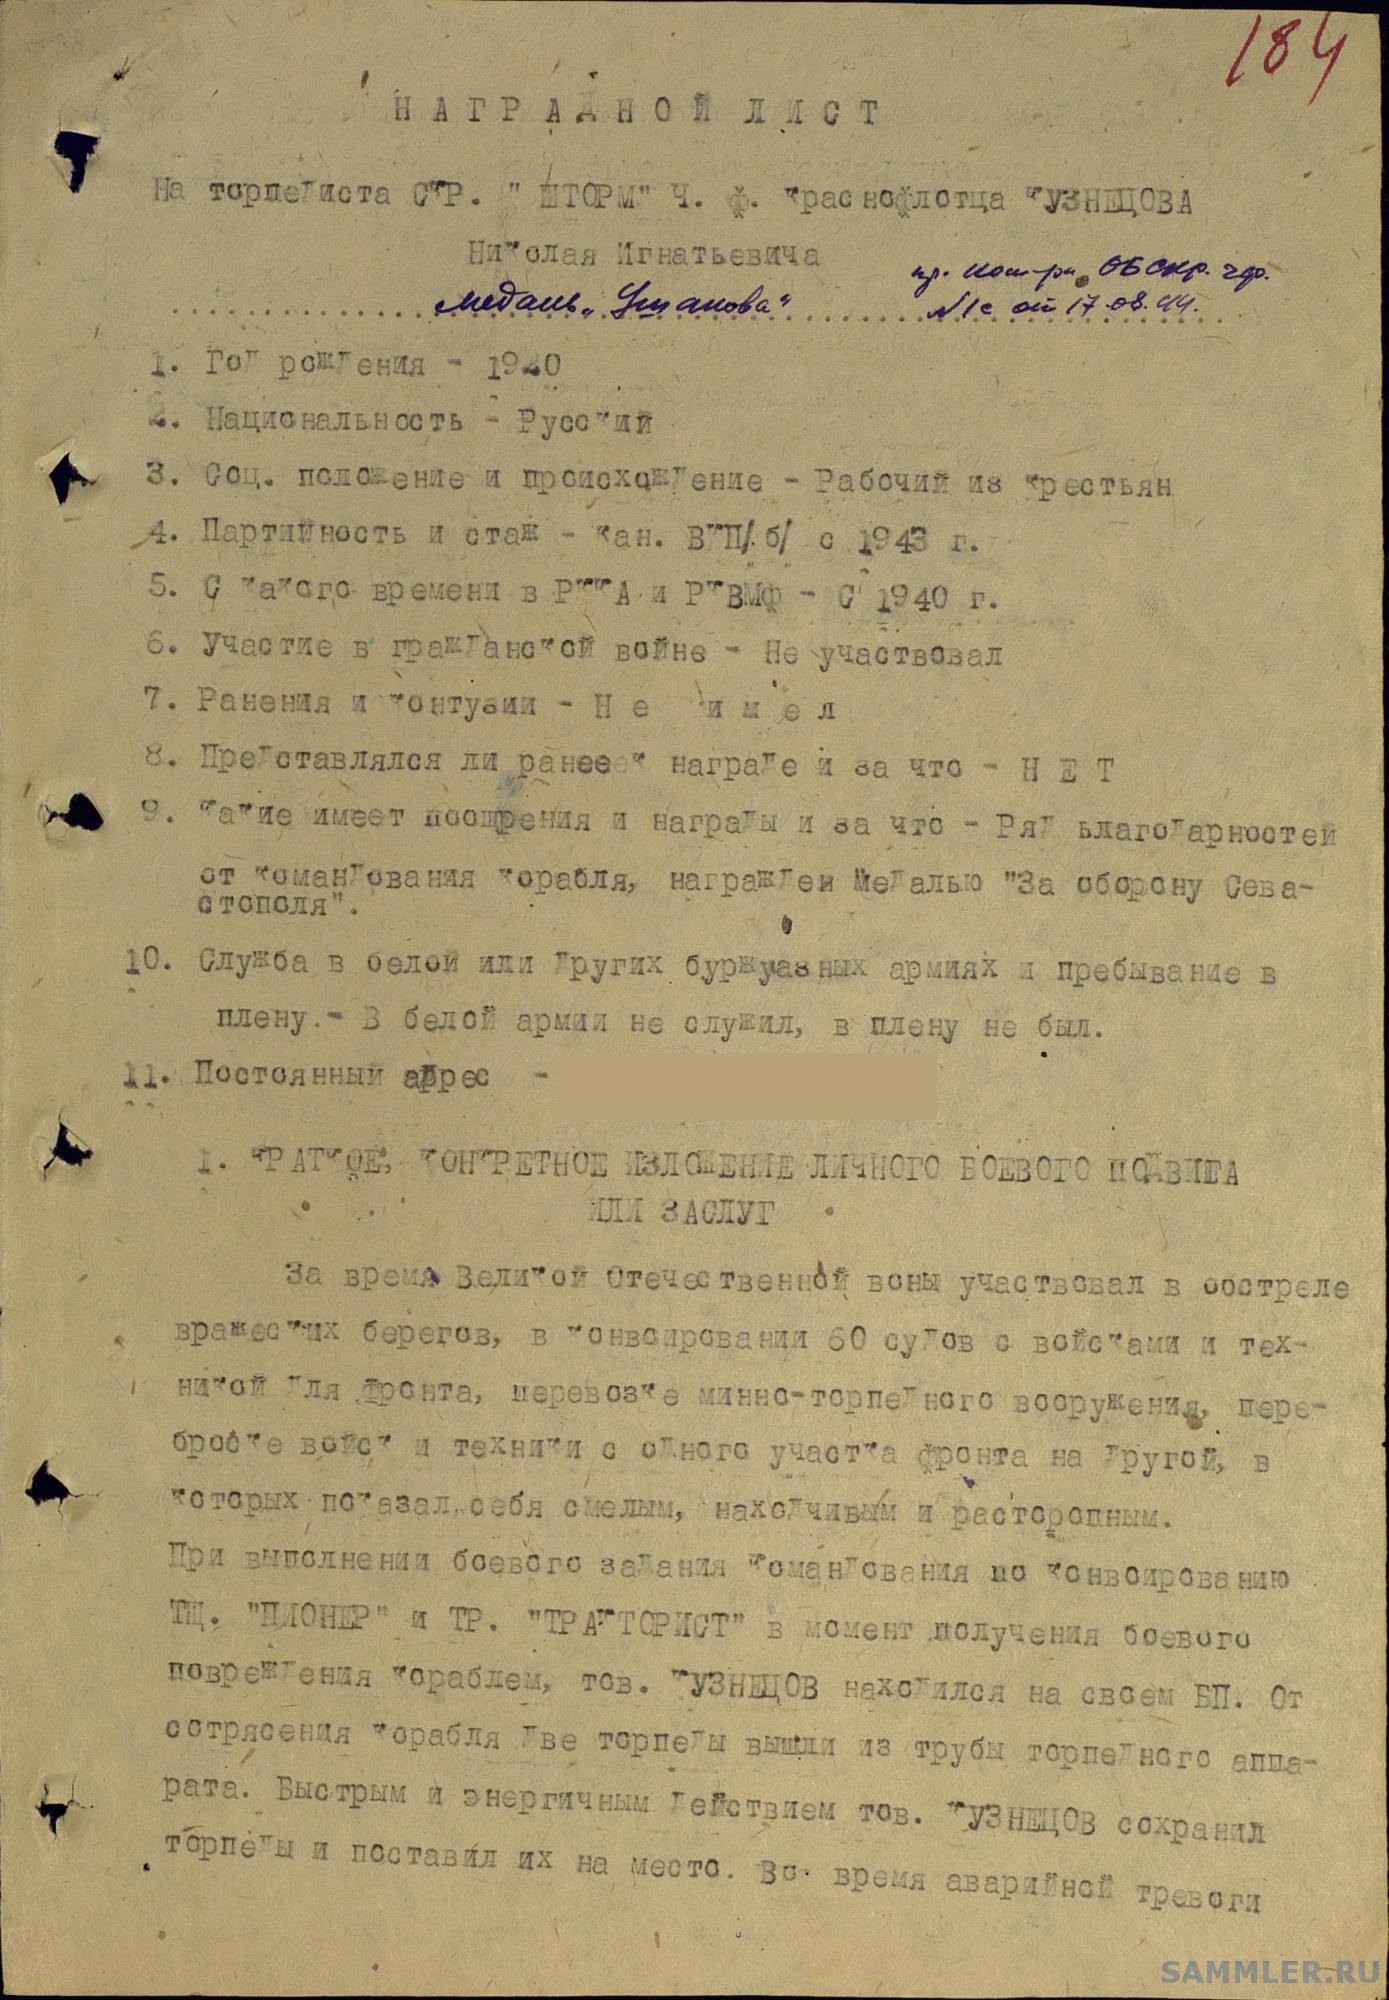 184
НАГРАДНОЙ ЛИСТ
На торпедиста СКР. "ШТОРМ" Ч. Ф. краснофлотца КУЗНЕЦОВА
Николая Игнатьевича
пр. ком-ра ОБ СКР. ЧФ.
медаль „Ушакова"
№1с от 17.08.44.
1. Год рождения - 1920
2. Национальность - Русский
3. Соц. положение и происхождение - Рабочий из крестьян
4. Партийность и стаж - кан. ВКП/б/ с 1943 г.
5. С какого времени в РККА и РКВМФ - С 1940 г.
6. Участие в гражданской войне - Не участвовал
7. Ранения и контузии - Не имел
8. Представлялся ли ранеее к награде и за что - НЕТ
9. Какие имеет поощрения и награды и за что - Ряд благодарностей
от командования корабля, награжден Медалью "За оборону Сева-
стополя".
10. Служба в белой или других буржуазных армиях и пребывание в
плену.- В белой армии не служил, в плену не был.
11. Постоянный адрес -
1. КРАТКОЕ, КОНКРЕТНОЕ ИЗЛОЖЕНИЕ ЛИЧНОГО БОЕВОГО ПОДВИГА
ИЛИ ЗАСЛУГ
За время Великой Отечественной воны участвовал в обстреле
вражеских берегов, в конвоировании 60 судов с войсками и тех-
никой для фронта, перевозке минно-торпедного вооружения, пере-
броске войск и техники с одного участка фронта на другой, в
которых показал себя смелым, находчивым и расторопным.
При выполнении боевого задания командования по конвоированию
ТЩ. "ПИОНЕР" и ТР. "ТРАКТОРИСТ" в момент получения боевого
повреждения кораблем, тов. КУЗНЕЦОВ находился на своем БП. От
сотрясения корабля две торпеды вышли из трубы торпедного аппа-
рата. Быстрым и энергичным действием тов. КУЗНЕЦОВ сохранил
торпеды и поставил их на место. Во время аварийной тревоги
SAMMLER.RU